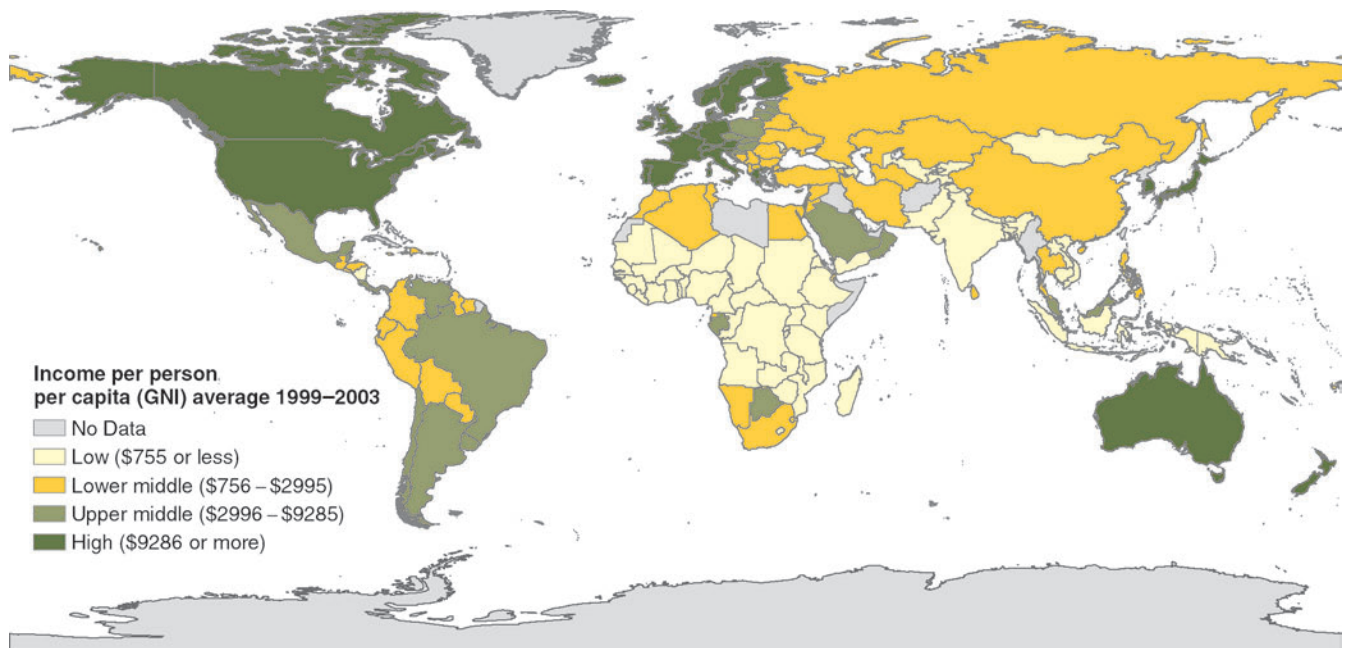 Income per person
per capita (GNI) average 1999–2003
No Data
Low ($755 or less)
Lower middle ($756 – $2995)
Upper middle ($2996 – $9285)
High ($9286 or more)